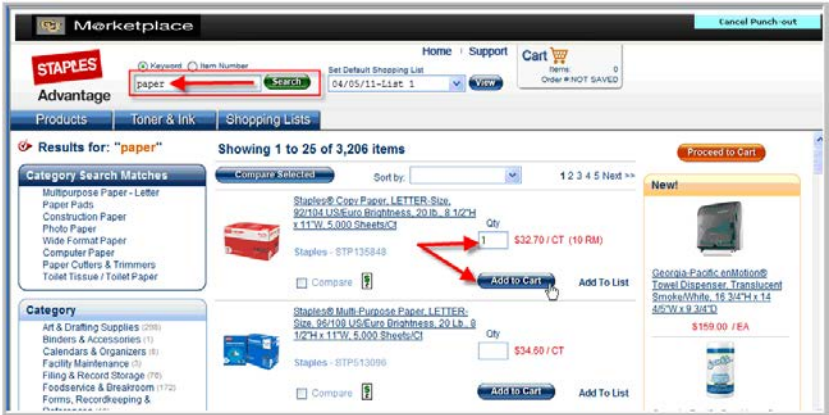 CU Marketplace
Cancel Punch-out
STAPLES
Advantage
Keyword Item Number
paper
Search
Home Support
Set Default Shopping List
04/05/11-List 1
View
Cart
Items: 0
Order #:NOT SAVED
Products Toner & Ink Shopping Lists
Results for: "paper"
Showing 1 to 25 of 3,206 items
Proceed to Cart
Compare Selected
Sort by:
1 2 3 4 5 Next >>
Category Search Matches
Multipurpose Paper - Letter
Paper Pads
Construction Paper
Photo Paper
Wide Format Paper
Computer Paper
Paper Cutters & Trimmers
Toilet Tissue / Toilet Paper
Staples® Copy Paper, LETTER-Size,
92/104 US/Euro Brightness, 20 lb., 8 1/2"H
x 11"W, 5,000 Sheets/Ct
Staples - STP135848
Qty
1
$32.70 / CT (10 RM)
Compare
Add to Cart
Add To List
New!
Georgia-Pacific enMotion®
Towel Dispenser, Translucent
Smoke/White, 16 3/4"H x 14
4/5"W x 9 3/4"D
$159.00 / EA
Category
Art & Drafting Supplies (298)
Binders & Accessories (1)
Calendars & Organizers (8)
Facility Maintenance (3)
Filing & Record Storage (76)
Foodservice & Breakroom (172)
Forms, Recordkeeping &
Staples® Multi-Purpose Paper, LETTER-
Size, 96/108 US/Euro Brightness, 20 Lb., 8
1/2"H x 11"W, 5,000 Sheets/Ct
Staples - STP513096
Qty
$34.60 / CT
Compare
Add to Cart
Add To List